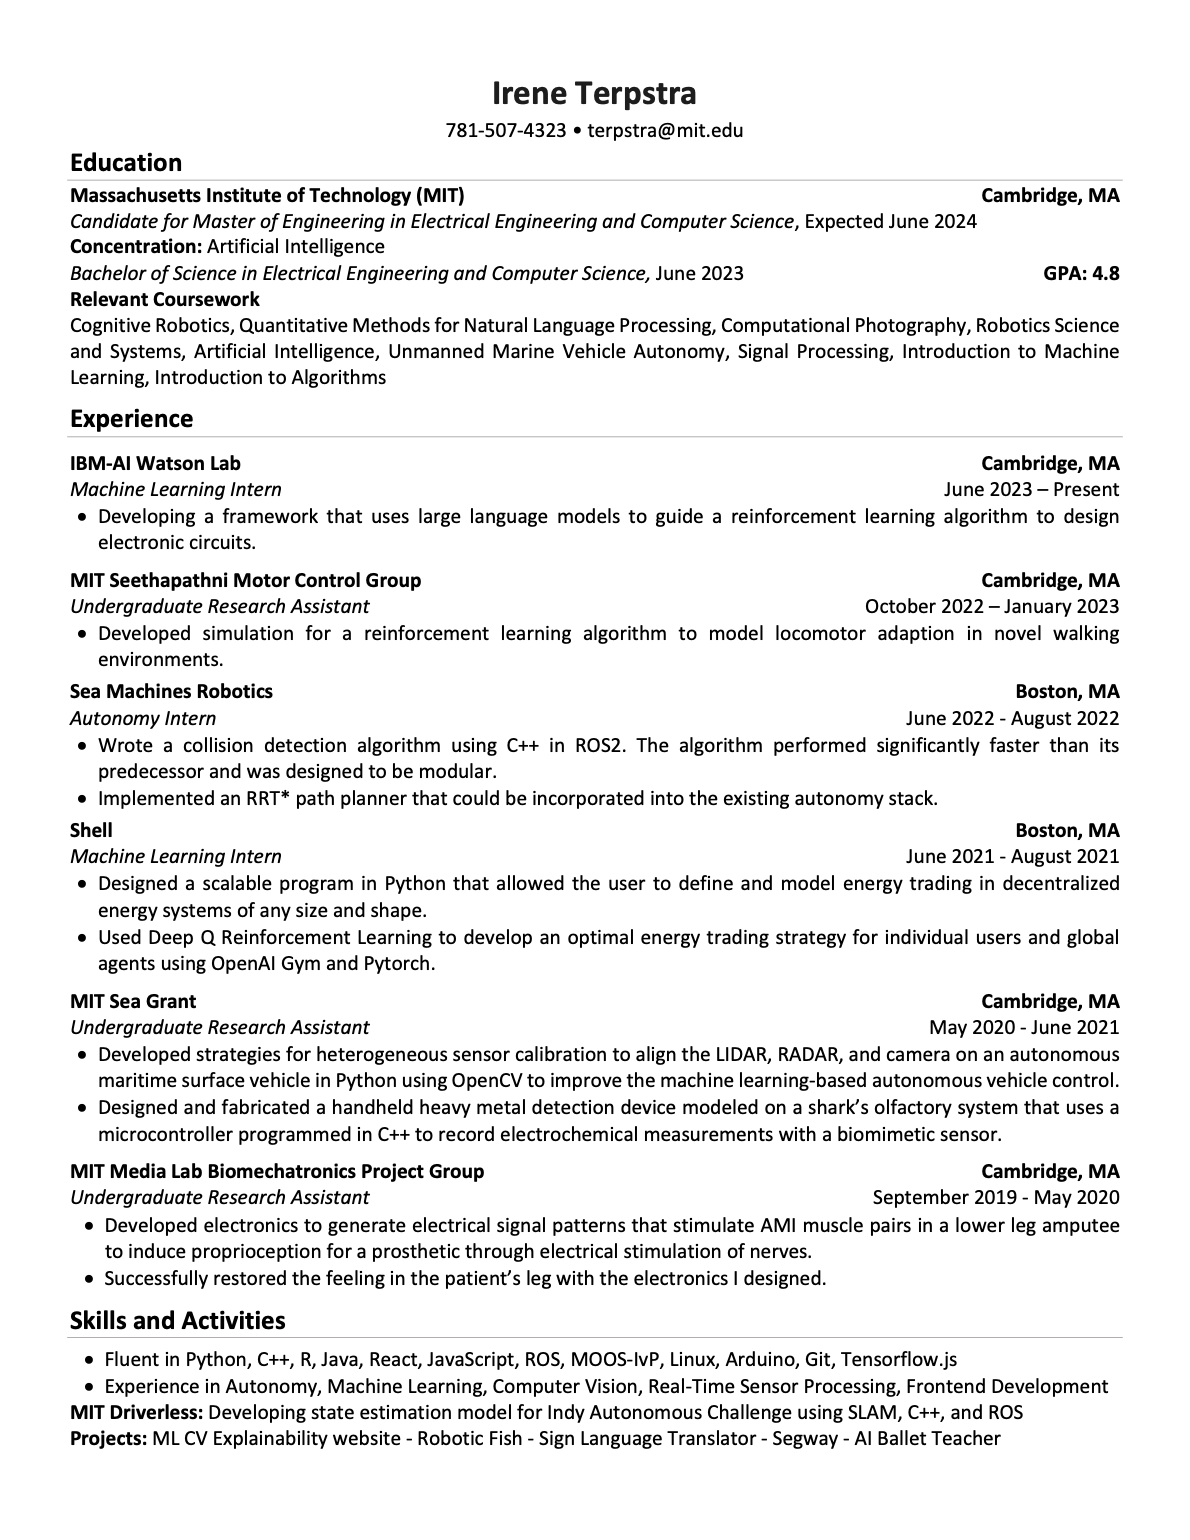 Irene Terpstra
781-507-4323 • terpstra@mit.edu
Education
Massachusetts Institute of Technology (MIT) Cambridge, MA
Candidate for Master of Engineering in Electrical Engineering and Computer Science, Expected June 2024
Concentration: Artificial Intelligence
Bachelor of Science in Electrical Engineering and Computer Science, June 2023 GPA: 4.8
Relevant Coursework
Cognitive Robotics, Quantitative Methods for Natural Language Processing, Computational Photography, Robotics Science
and Systems, Artificial Intelligence, Unmanned Marine Vehicle Autonomy, Signal Processing, Introduction to Machine
Learning, Introduction to Algorithms
Experience
IBM-AI Watson Lab Cambridge, MA
Machine Learning Intern June 2023 – Present
• Developing a framework that uses large language models to guide a reinforcement learning algorithm to design
electronic circuits.
MIT Seethapathni Motor Control Group Cambridge, MA
Undergraduate Research Assistant October 2022 – January 2023
• Developed simulation for a reinforcement learning algorithm to model locomotor adaption in novel walking
environments.
Sea Machines Robotics Boston, MA
Autonomy Intern June 2022 - August 2022
• Wrote a collision detection algorithm using C++ in ROS2. The algorithm performed significantly faster than its
predecessor and was designed to be modular.
• Implemented an RRT* path planner that could be incorporated into the existing autonomy stack.
Shell Boston, MA
Machine Learning Intern June 2021 - August 2021
• Designed a scalable program in Python that allowed the user to define and model energy trading in decentralized
energy systems of any size and shape.
• Used Deep Q Reinforcement Learning to develop an optimal energy trading strategy for individual users and global
agents using OpenAI Gym and Pytorch.
MIT Sea Grant Cambridge, MA
Undergraduate Research Assistant May 2020 - June 2021
• Developed strategies for heterogeneous sensor calibration to align the LIDAR, RADAR, and camera on an autonomous
maritime surface vehicle in Python using OpenCV to improve the machine learning-based autonomous vehicle control.
• Designed and fabricated a handheld heavy metal detection device modeled on a shark’s olfactory system that uses a
microcontroller programmed in C++ to record electrochemical measurements with a biomimetic sensor.
MIT Media Lab Biomechatronics Project Group Cambridge, MA
Undergraduate Research Assistant September 2019 - May 2020
• Developed electronics to generate electrical signal patterns that stimulate AMI muscle pairs in a lower leg amputee
to induce proprioception for a prosthetic through electrical stimulation of nerves.
• Successfully restored the feeling in the patient’s leg with the electronics I designed.
Skills and Activities
• Fluent in Python, C++, R, Java, React, JavaScript, ROS, MOOS-IvP, Linux, Arduino, Git, Tensorflow.js
• Experience in Autonomy, Machine Learning, Computer Vision, Real-Time Sensor Processing, Frontend Development
MIT Driverless: Developing state estimation model for Indy Autonomous Challenge using SLAM, C++, and ROS
Projects: ML CV Explainability website - Robotic Fish - Sign Language Translator - Segway - AI Ballet Teacher